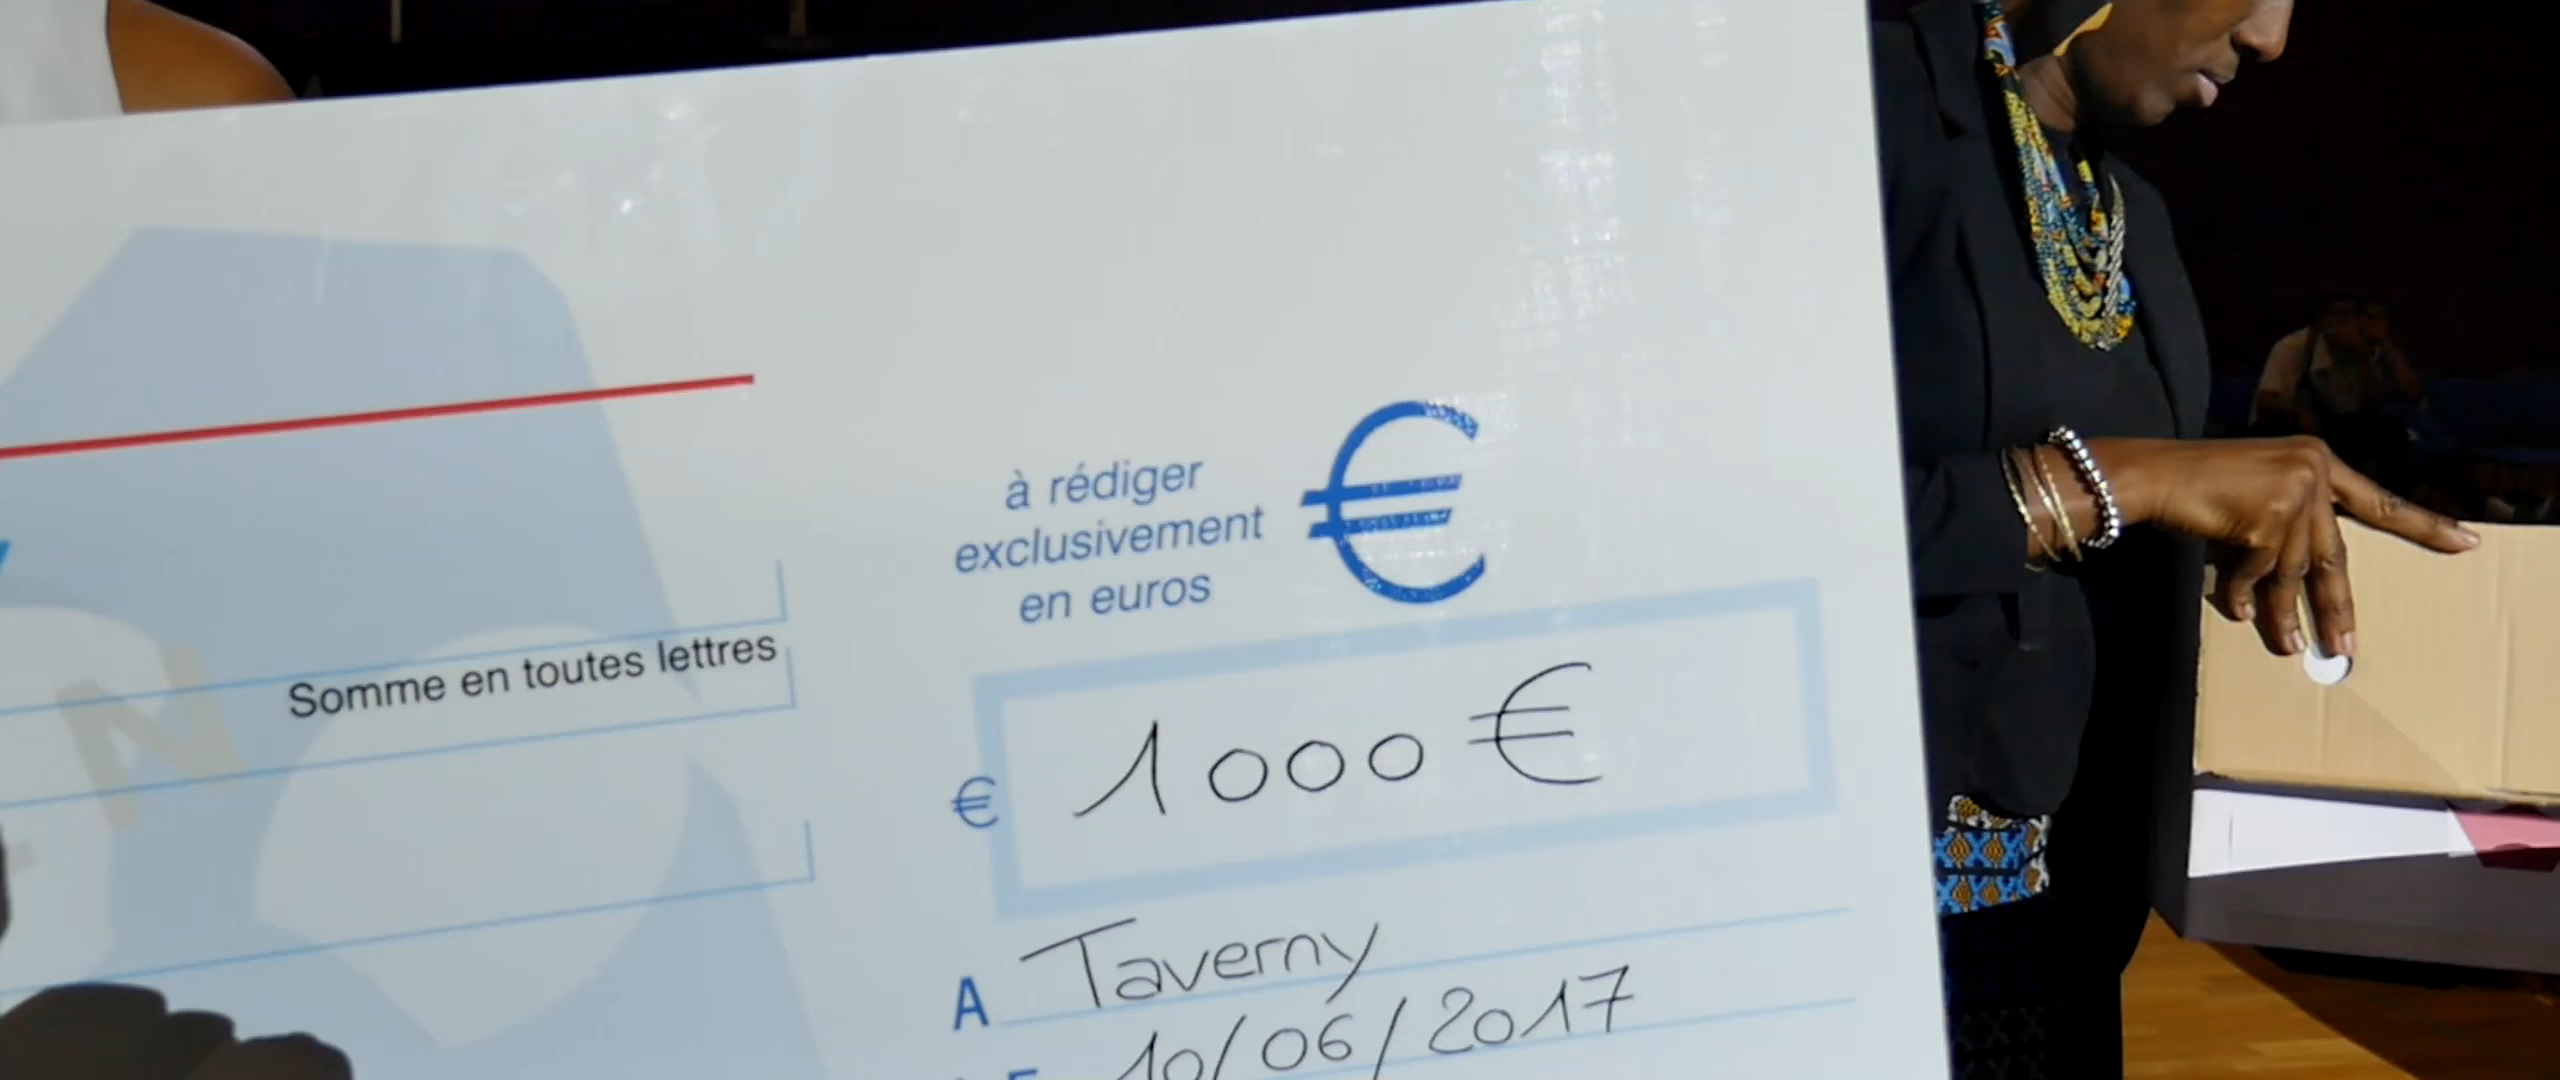 à rédiger
exclusivement
en euros
€
Somme en toutes lettres
€ 1000 €
A Taverny
10/06/2017